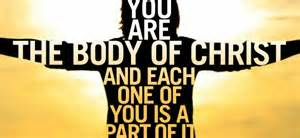 YOU
ARE
THE BODY OF CHRIST
AND EACH
ONE OF
YOU IS A
PART OF IT